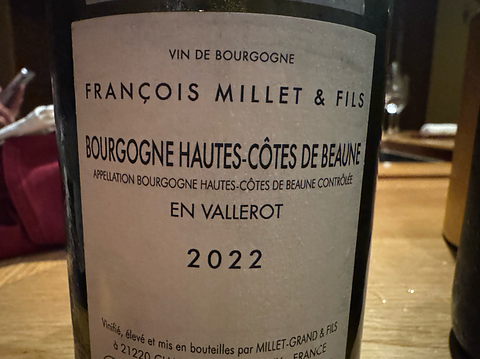 VIN DE BOURGOGNE
FRANÇOIS MILLET & FILS
BOURGOGNE HAUTES-CÔTES DE BEAUNE
APPELLATION BOURGOGNE HAUTES-CÔTES DE BEAUNE CONTRÔLÉE
EN VALLEROT
2022
Vinifié, élevé et mis en bouteilles par MILLET-GRAND & FILS
à 21220 - FRANCE